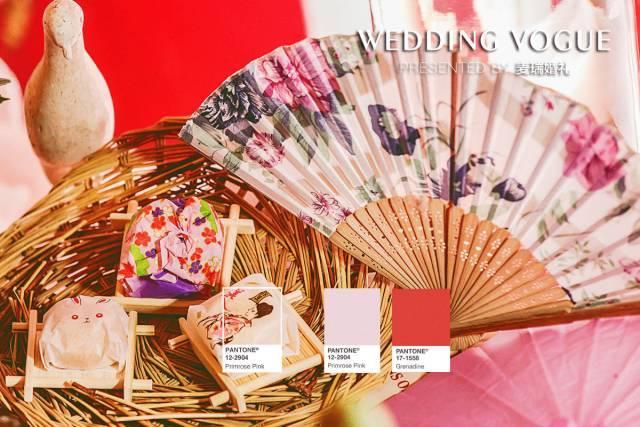 WEDDING VOGUE
PRESENTED BY 麦瑞婚礼
PANTONE®
12-2904
Primrose Pink
PANTONE®
12-2904
Primrose Pink
PANTONE®
17-1558
Grenadine